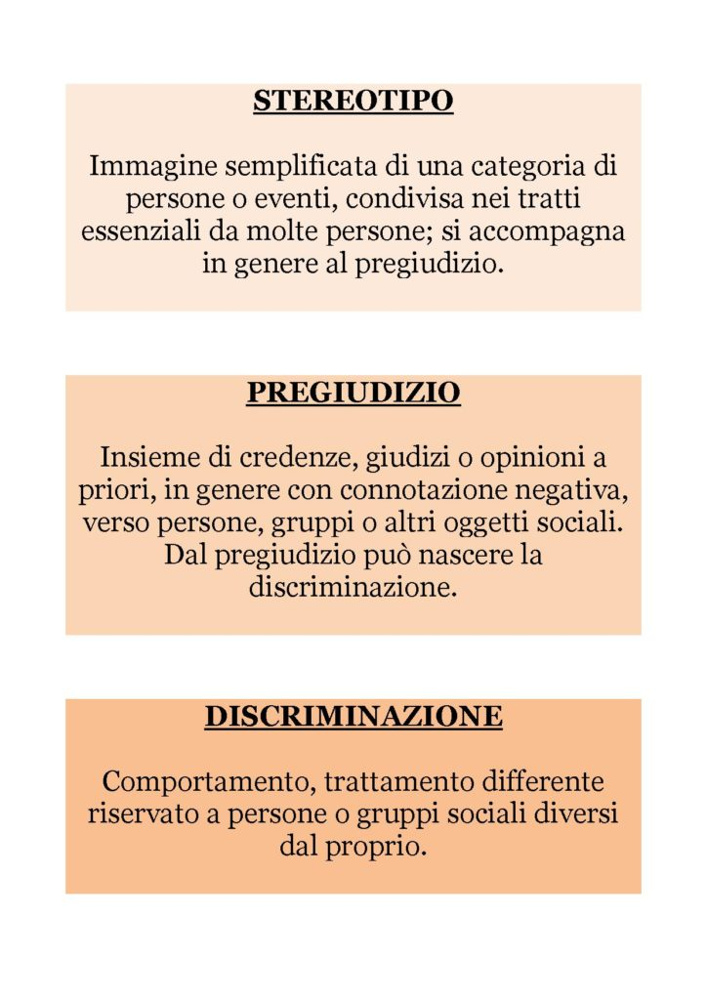 STEREOTIPO
Immagine semplificata di una categoria di
persone o eventi, condivisa nei tratti
essenziali da molte persone; si accompagna
in genere al pregiudizio.
PREGIUDIZIO
Insieme di credenze, giudizi o opinioni a
priori, in genere con connotazione negativa,
verso persone, gruppi o altri oggetti sociali.
Dal pregiudizio può nascere la
discriminazione.
DISCRIMINAZIONE
Comportamento, trattamento differente
riservato a persone o gruppi sociali diversi
dal proprio.